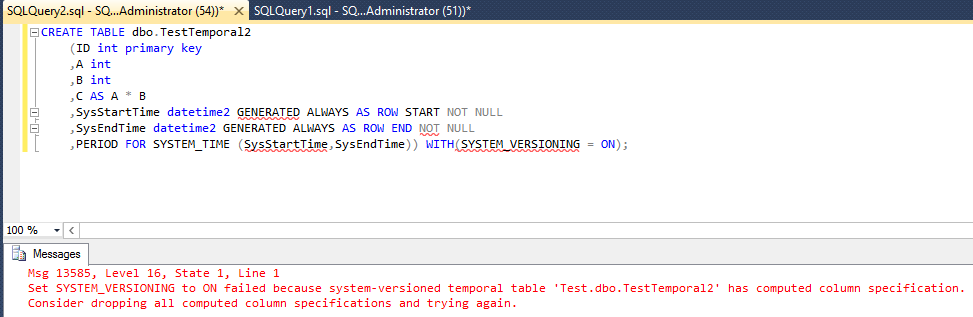 SQLQuery2.sql - SQ...Administrator (54))* × SQLQuery1.sql - SQ...Administrator (51))*
CREATE TABLE dbo.TestTemporal2
(ID int primary key
,A int
,B int
,C AS A * B
,SysStartTime datetime2 GENERATED ALWAYS AS ROW START NOT NULL
,SysEndTime datetime2 GENERATED ALWAYS AS ROW END NOT NULL
,PERIOD FOR SYSTEM_TIME (SysStartTime,SysEndTime)) WITH(SYSTEM_VERSIONING = ON);
100 %
Messages
Msg 13585, Level 16, State 1, Line 1
Set SYSTEM_VERSIONING to ON failed because system-versioned temporal table 'Test.dbo.TestTemporal2' has computed column specification.
Consider dropping all computed column specifications and trying again.